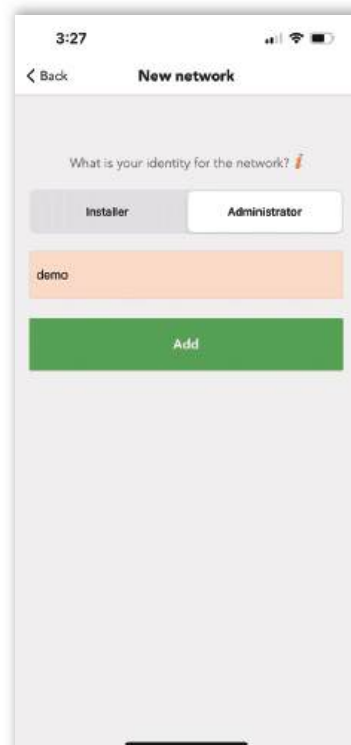 3:27
Back New network
What is your identity for the network? i
Installer Administrator
demo
Add